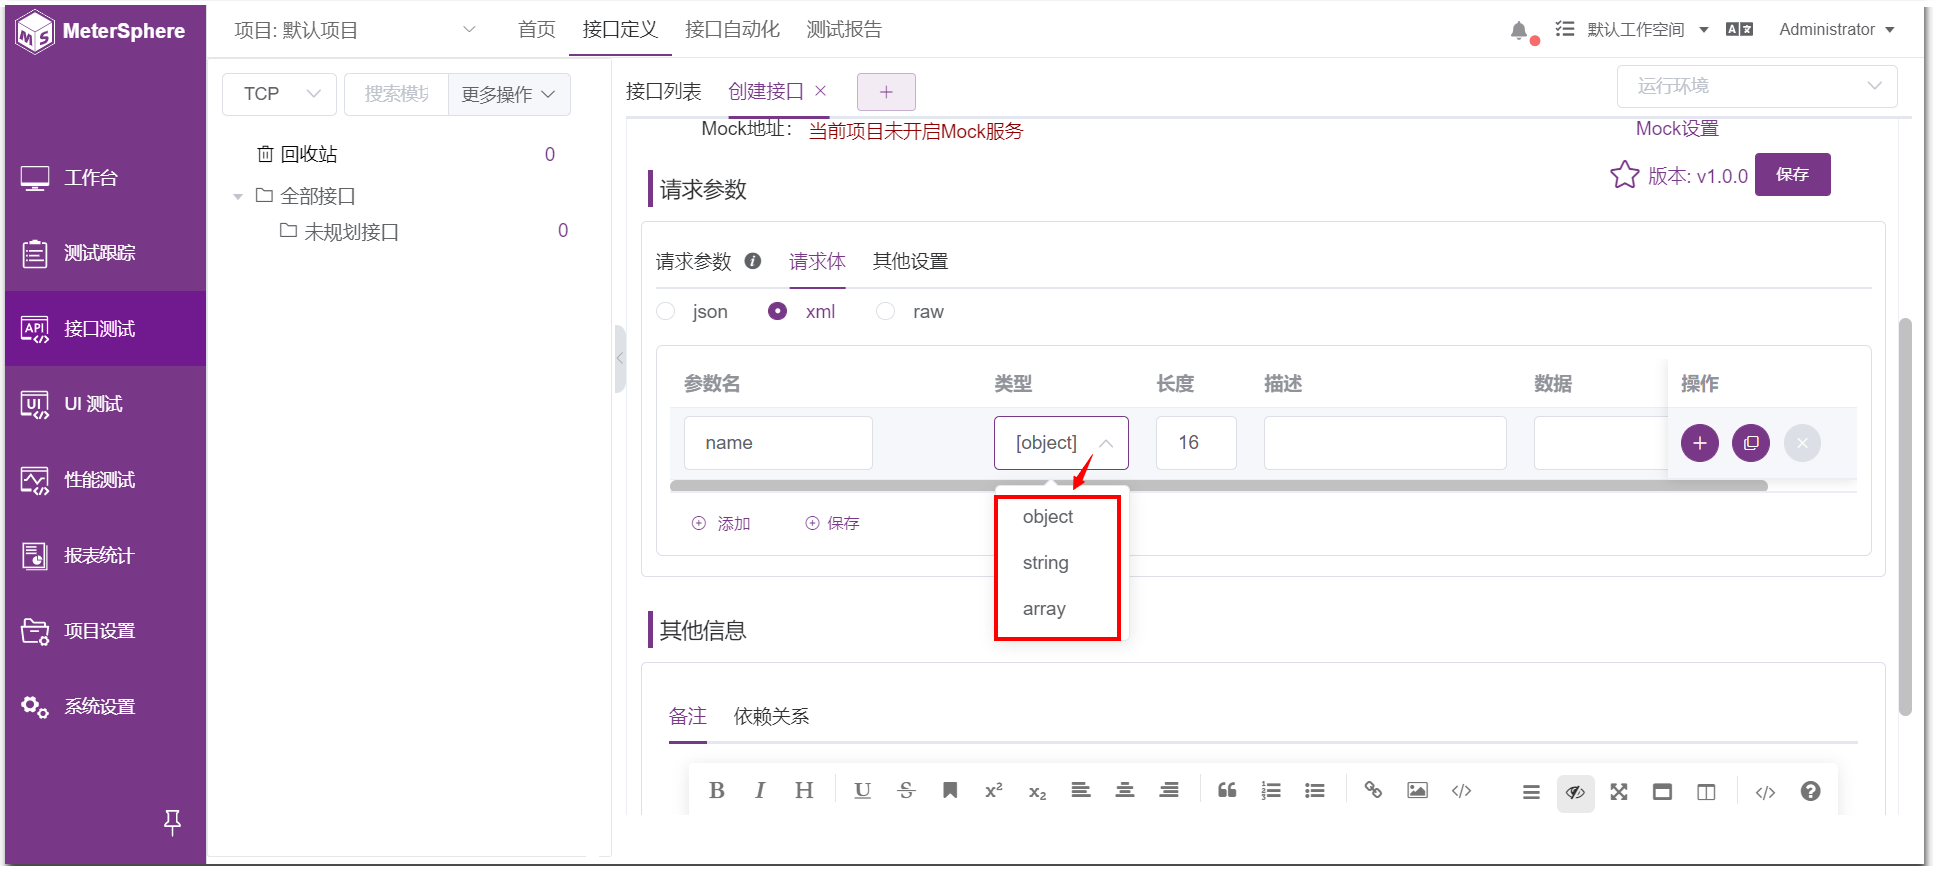 MeterSphere
项目: 默认项目
首页
接口定义
接口自动化
测试报告
默认工作空间
Administrator
TCP
搜索模块
更多操作
回收站
0
全部接口
未规划接口
0
工作台
测试跟踪
接口测试
UI 测试
性能测试
报表统计
项目设置
系统设置
接口列表
创建接口
运行环境
Mock地址:
当前项目未开启Mock服务
Mock设置
版本: v1.0.0
保存
请求参数
请求参数
请求体
其他设置
json
xml
raw
参数名
类型
长度
描述
数据
操作
name
[object]
16
添加
保存
object
string
array
其他信息
备注
依赖关系